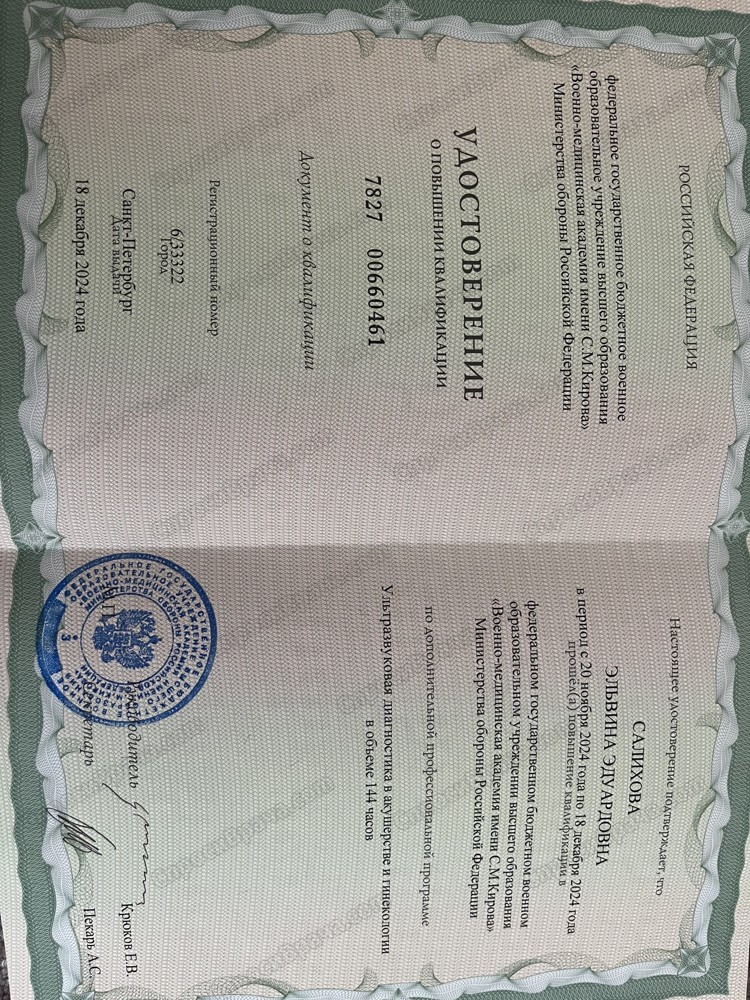 РОССИЙСКАЯ ФЕДЕРАЦИЯ
федеральное государственное бюджетное военное
образовательное учреждение высшего образования
«Военно-медицинская академия имени С.М.Кирова»
Министерства обороны Российской Федерации
УДОСТОВЕРЕНИЕ
О ПОВЫШЕНИИ КВАЛИФИКАЦИИ
7827 00660461
Документ о квалификации
Регистрационный номер
6/33322
Город
Санкт-Петербург
Дата выдачи
18 декабря 2024 года
Настоящее удостоверение подтверждает, что
САЛИХОВА
ЭЛЬВИНА ЭДУАРДОВНА
в период с 20 ноября 2024 года по 18 декабря 2024 года
прошел(а) повышение квалификации в
федеральном государственном бюджетном военном
образовательном учреждении высшего образования
«Военно-медицинская академия имени С.М.Кирова»
Министерства обороны Российской Федерации
по дополнительной профессиональной программе
Ультразвуковая диагностика в акушерстве и гинекологии
в объеме 144 часов
М.П.
Руководитель
Крюков Е.В.
Секретарь
Пекарь А.С.